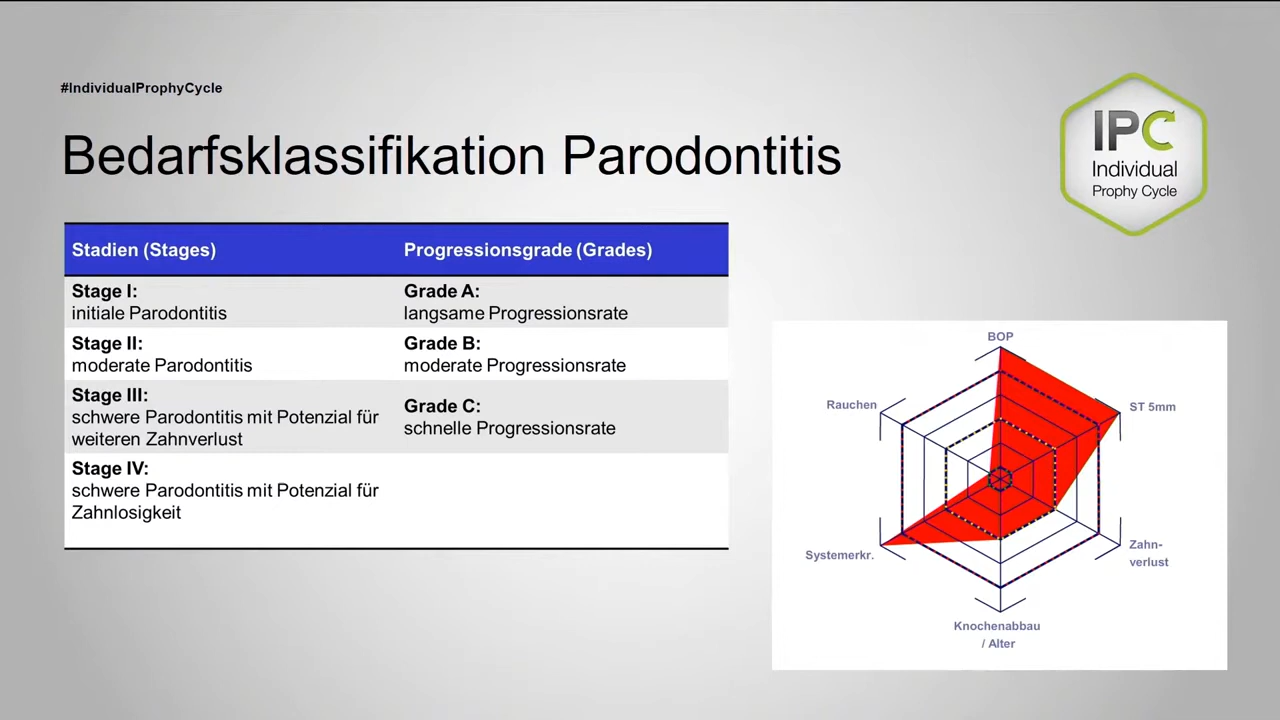 #IndividualProphyCycle
IPC
Individual
Prophy Cycle
Bedarfsklassifikation Parodontitis
Stadien (Stages) Progressionsgrade (Grades)
Stage I: Grade A:
initiale Parodontitis langsame Progressionsrate
Stage II: Grade B:
moderate Parodontitis moderate Progressionsrate
Stage III:
schwere Parodontitis mit Potenzial für
weiteren Zahnverlust
Grade C:
schnelle Progressionsrate
Stage IV:
schwere Parodontitis mit Potenzial für
Zahnlosigkeit
BOP
Rauchen
ST 5mm
Systemerkr.
Zahn-
verlust
Knochenabbau
/ Alter